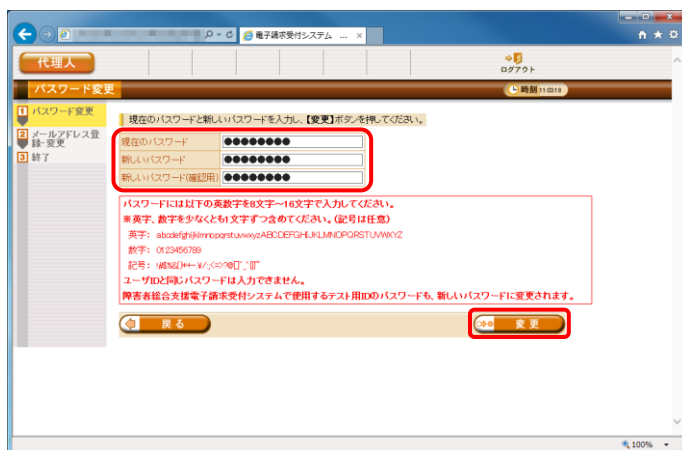 電子請求受付システム ... ×
代理人
ログアウト
パスワード変更
時刻
1 パスワード変更
2 メールアドレス登
録・変更
3 終了
現在のパスワードと新しいパスワードを入力し、【変更】ボタンを押してください。
現在のパスワード ●●●●●●●●
新しいパスワード ●●●●●●●●
新しいパスワード(確認用) ●●●●●●●●
パスワードには以下の英数字を8文字～16文字で入力してください。
※英字、数字を少なくとも1文字ずつ含めてください。(記号は任意)
英字: abcdefghijklmnopqrstuvwxyzABCDEFGHIJKLMNOPQRSTUVWXYZ
数字: 0123456789
記号:
ユーザIDと同じパスワードは入力できません。
障害者総合支援電子請求受付システムで使用するテスト用IDのパスワードも、新しいパスワードに変更されます。
戻る
変更
100%